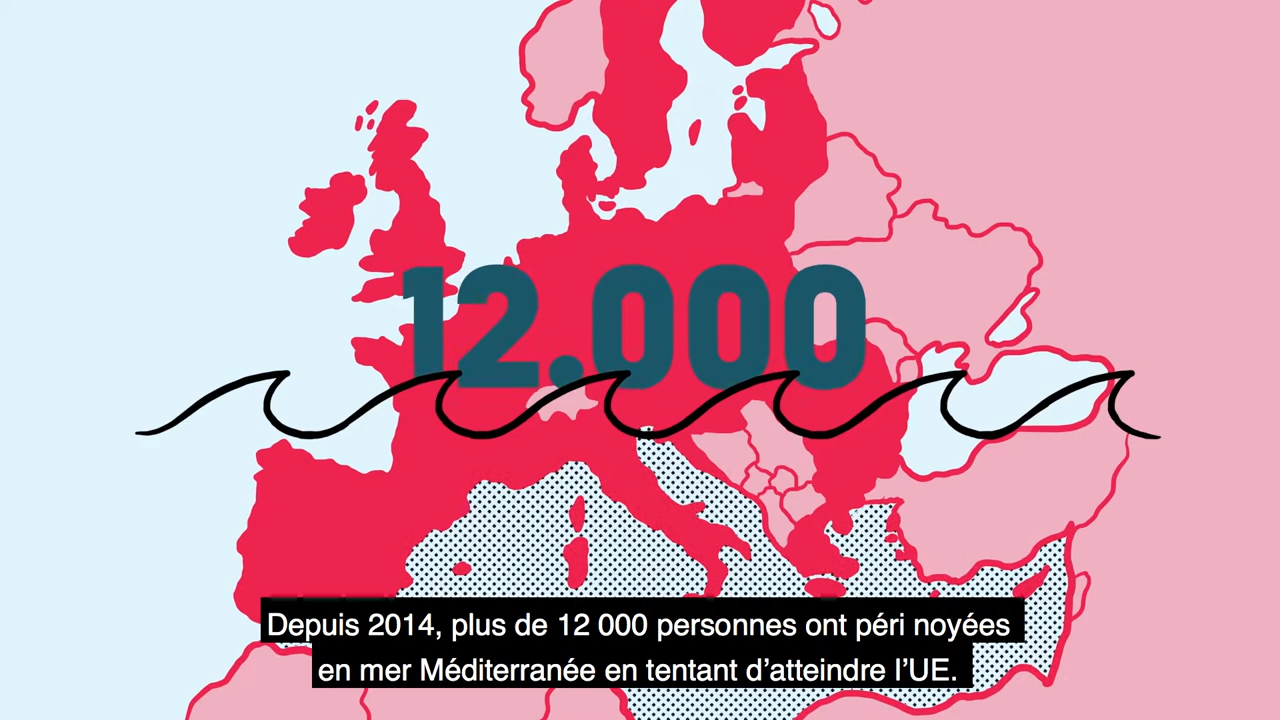 12.000
Depuis 2014, plus de 12 000 personnes ont péri noyées
en mer Méditerranée en tentant d’atteindre l’UE.